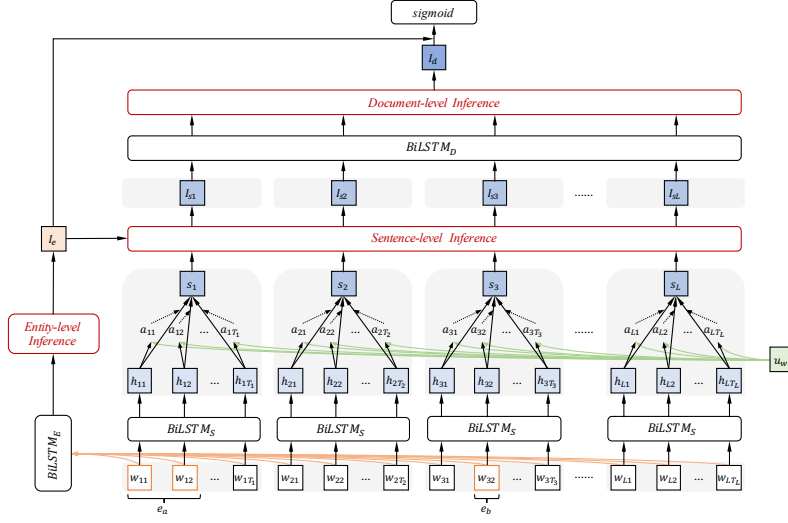 sigmoid
I_d
Document-level Inference
BiLSTM_D
I_s1 I_s2 I_s3 ...... I_sL
I_e Sentence-level Inference
s_1 s_2 s_3 s_L
Entity-level
Inference
a_11 a_12 ... a_1T_1 a_21 a_22 ... a_2T_2 a_31 a_32 ... a_3T_3 ...... a_L1 a_L2 ... a_LT_L
u_w
h_11 h_12 ... h_1T_1 h_21 h_22 ... h_2T_2 h_31 h_32 ... h_3T_3 h_L1 h_L2 ... h_LT_L
BiLSTM_E
BiLSTM_S BiLSTM_S BiLSTM_S ...... BiLSTM_S
w_11 w_12 ... w_1T_1 w_21 w_22 ... w_2T_2 w_31 w_32 ... w_3T_3 ...... w_L1 w_L2 ... w_LT_L
e_a e_b